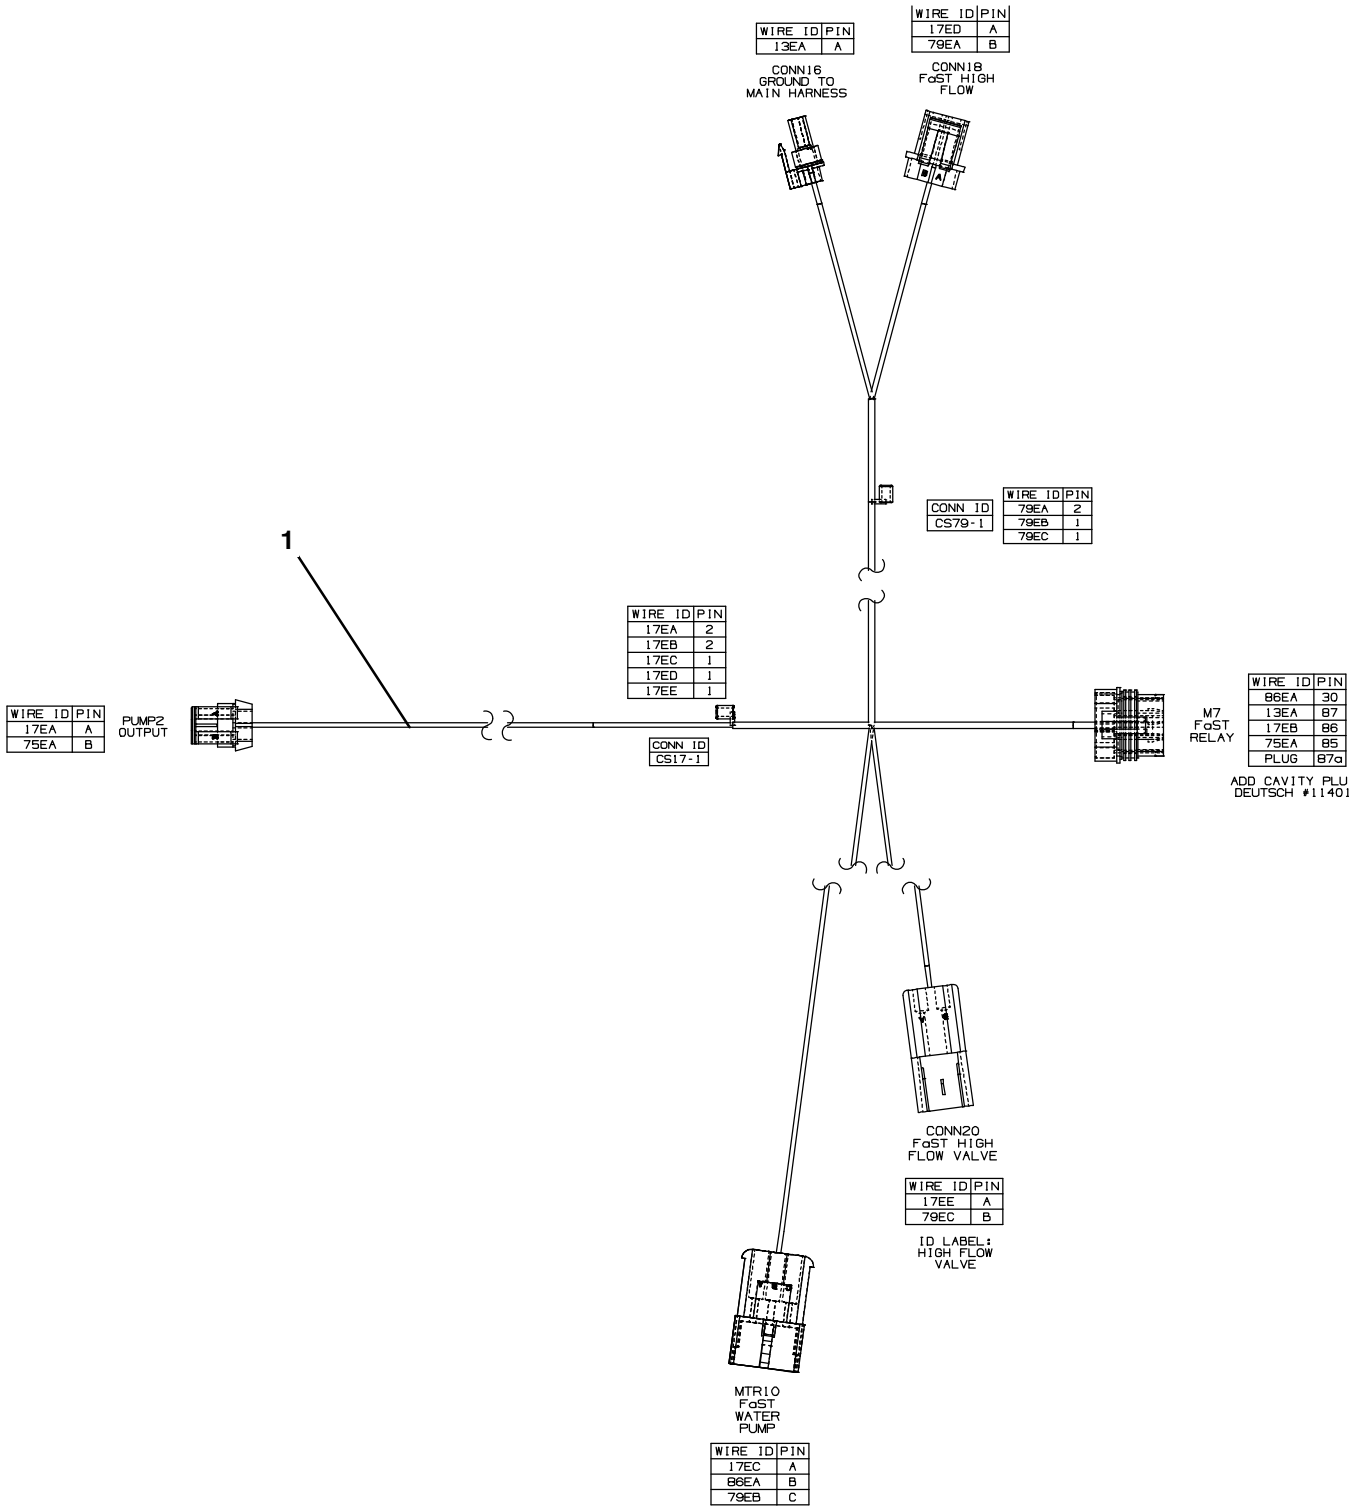 WIRE ID PIN
13EA A
CONN16
GROUND TO
MAIN HARNESS
WIRE ID PIN
17ED A
79EA B
CONN18
FaST HIGH
FLOW
B A
CONN ID
CS79-1
WIRE ID PIN
79EA 2
79EB 1
79EC 1
1
WIRE ID PIN
17EA 2
17EB 2
17EC 1
17ED 1
17EE 1
CONN ID
CS17-1
WIRE ID PIN
17EA A
75EA B
PUMP2
OUTPUT
M7
FaST
RELAY
WIRE ID PIN
86EA 30
13EA 87
17EB 86
75EA 85
PLUG 87a
ADD CAVITY PLU
DEUTSCH #11401
CONN20
FaST HIGH
FLOW VALVE
WIRE ID PIN
17EE A
79EC B
ID LABEL:
HIGH FLOW
VALVE
MTR10
FaST
WATER
PUMP
WIRE ID PIN
17EC A
86EA B
79EB C